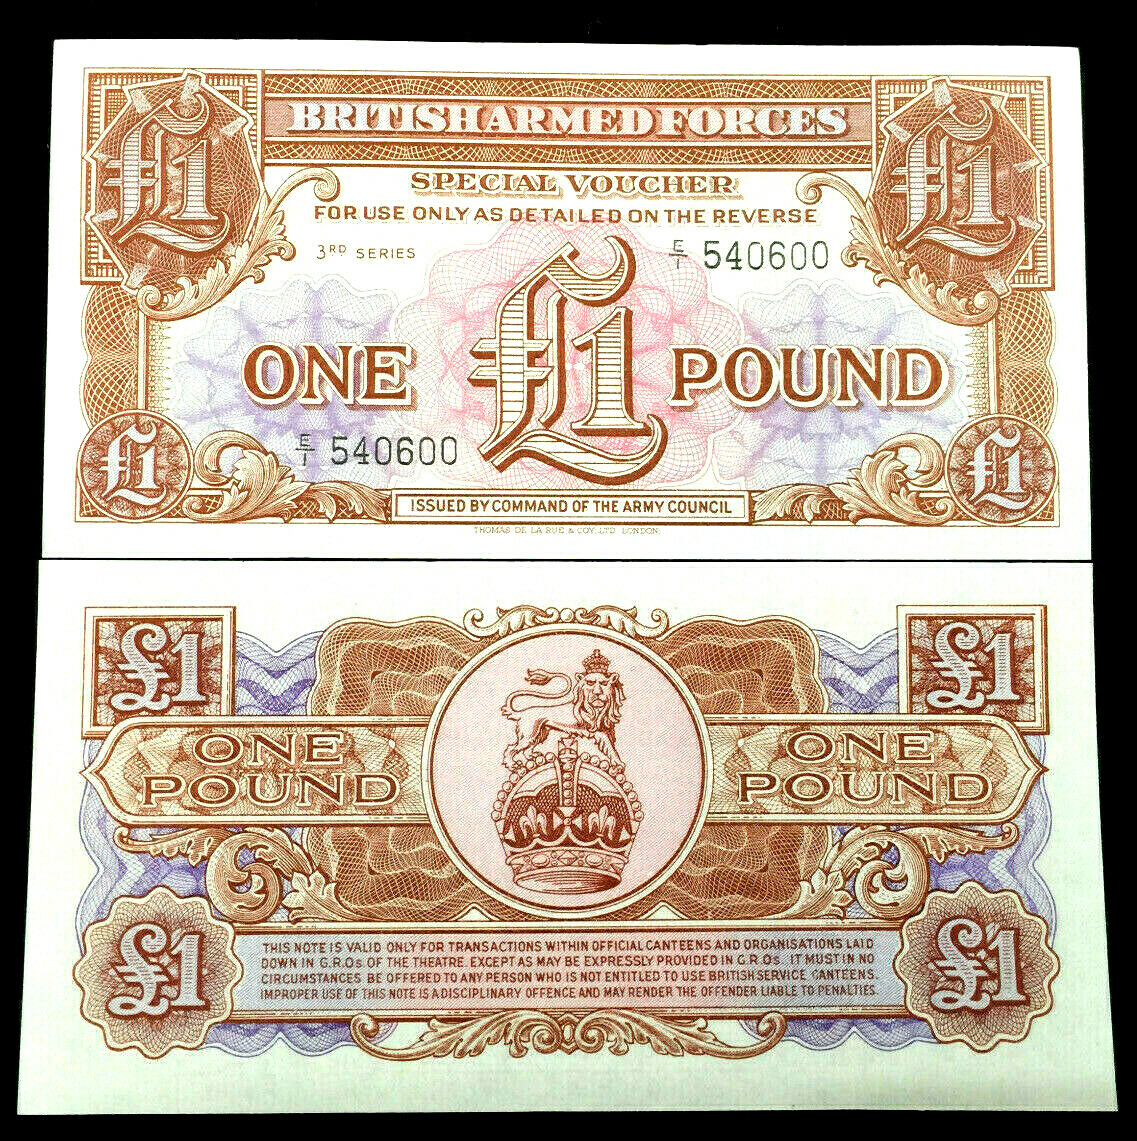 £1
BRITISH ARMED FORCES
£1
SPECIAL VOUCHER
FOR USE ONLY AS DETAILED ON THE REVERSE
3RD SERIES
E/1 540600
ONE £1 POUND
E/1 540600
£1
£1
ISSUED BY COMMAND OF THE ARMY COUNCIL
THOMAS DE LA RUE & COY. LTD. LONDON.
£1
£1
ONE
POUND
ONE
POUND
£1
£1
THIS NOTE IS VALID ONLY FOR TRANSACTIONS WITHIN OFFICIAL CANTEENS AND ORGANISATIONS LAID
DOWN IN G.R.Os OF THE THEATRE. EXCEPT AS MAY BE EXPRESSLY PROVIDED IN G.R.Os. IT MUST IN NO
CIRCUMSTANCES BE OFFERED TO ANY PERSON WHO IS NOT ENTITLED TO USE BRITISH SERVICE CANTEENS.
IMPROPER USE OF THIS NOTE IS A DISCIPLINARY OFFENCE AND MAY RENDER THE OFFENDER LIABLE TO PENALTIES.